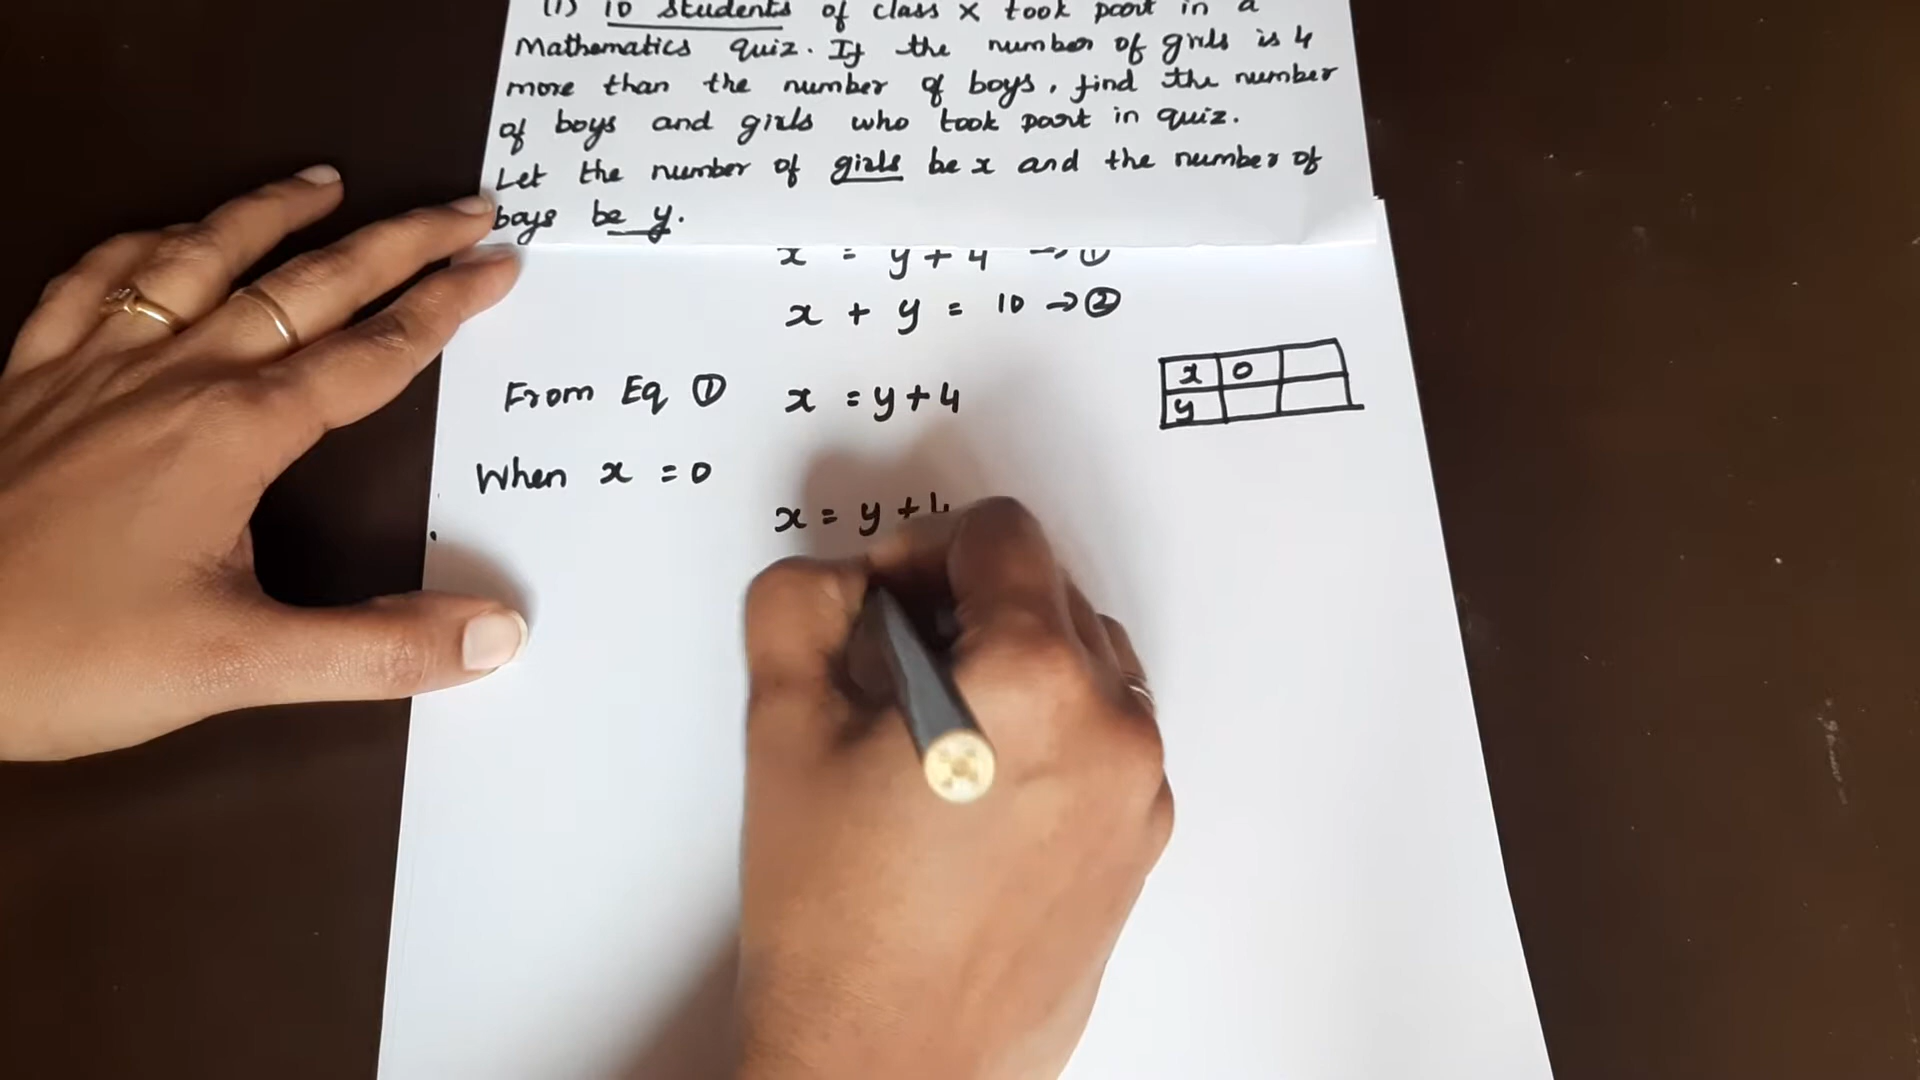 (1) 10 students of class X took part in a
Mathematics quiz. If the number of girls is 4
more than the number of boys, find the number
of boys and girls who took part in quiz.
Let the number of girls be x and the number of
boys be y.
x = y + 4 → ①
x + y = 10 → ②
From Eq ① x = y + 4
x 0
y
When x = 0
x = y + 4